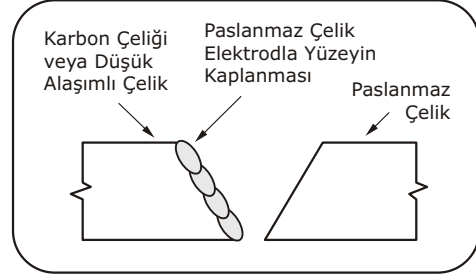 Karbon Çeliği
veya Düşük
Alaşımlı Çelik
Paslanmaz Çelik
Elektrodla Yüzeyin
Kaplanması
Paslanmaz
Çelik